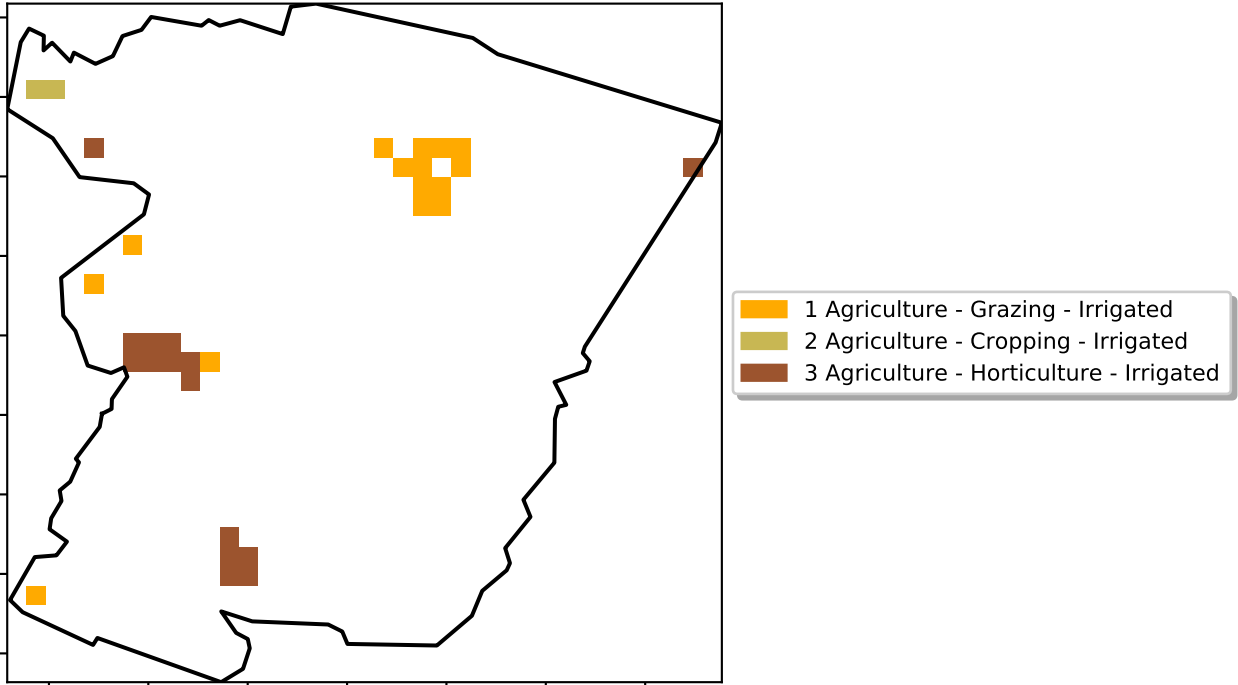 1 Agriculture - Grazing - Irrigated
2 Agriculture - Cropping - Irrigated
3 Agriculture - Horticulture - Irrigated